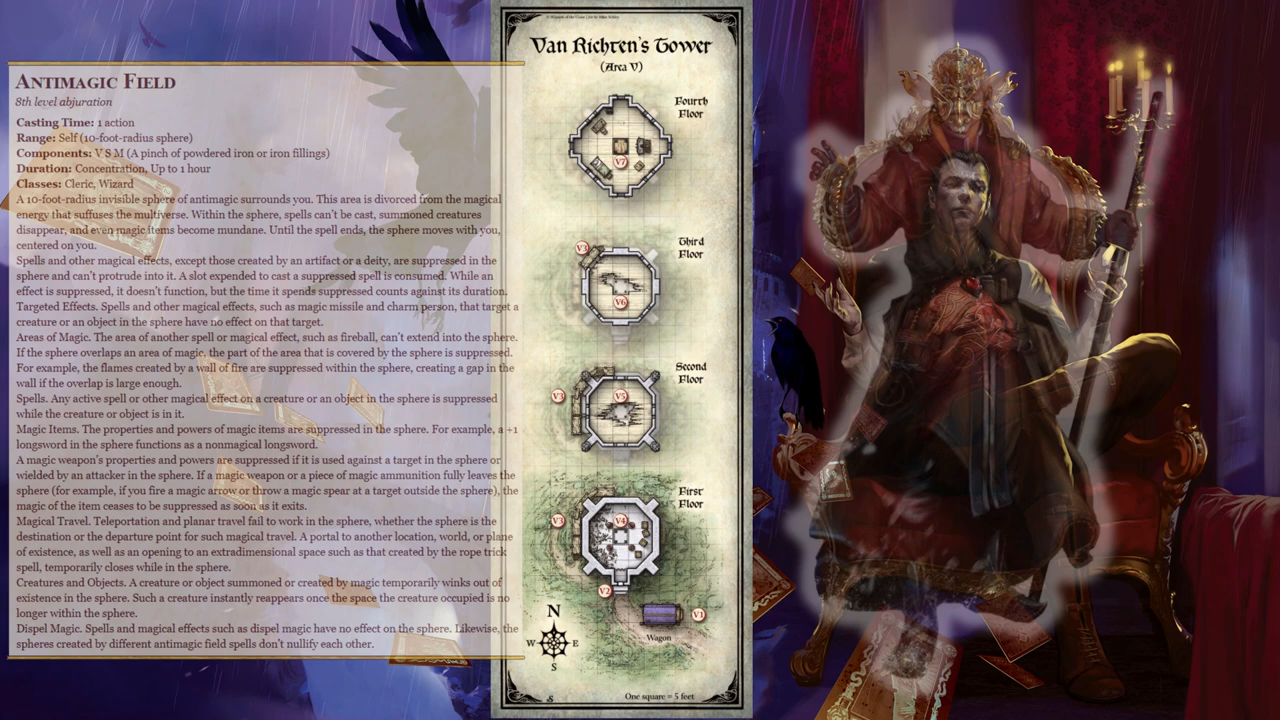 ANTIMAGIC FIELD
8th level abjuration
Casting Time: 1 action
Range: Self (10-foot-radius sphere)
Components: V S M (A pinch of powdered iron or iron fillings)
Duration: Concentration, Up to 1 hour
Classes: Cleric, Wizard
A 10-foot-radius invisible sphere of antimagic surrounds you. This area is divorced from the magical
energy that suffuses the multiverse. Within the sphere, spells can't be cast, summoned creatures
disappear, and even magic items become mundane. Until the spell ends, the sphere moves with you,
centered on you.
Spells and other magical effects, except those created by an artifact or a deity, are suppressed in the
sphere and can't protrude into it. A slot expended to cast a suppressed spell is consumed. While an
effect is suppressed, it doesn't function, but the time it spends suppressed counts against its duration.
Targeted Effects. Spells and other magical effects, such as magic missile and charm person, that target a
creature or an object in the sphere have no effect on that target.
Areas of Magic. The area of another spell or magical effect, such as fireball, can't extend into the sphere.
If the sphere overlaps an area of magic, the part of the area that is covered by the sphere is suppressed.
For example, the flames created by a wall of fire are suppressed within the sphere, creating a gap in the
wall if the overlap is large enough.
Spells. Any active spell or other magical effect on a creature or an object in the sphere is suppressed
while the creature or object is in it.
Magic Items. The properties and powers of magic items are suppressed in the sphere. For example, a +1
longsword in the sphere functions as a nonmagical longsword.
A magic weapon's properties and powers are suppressed if it is used against a target in the sphere or
wielded by an attacker in the sphere. If a magic weapon or a piece of magic ammunition fully leaves the
sphere (for example, if you fire a magic arrow or throw a magic spear at a target outside the sphere), the
magic of the item ceases to be suppressed as soon as it exits.
Magical Travel. Teleportation and planar travel fail to work in the sphere, whether the sphere is the
destination or the departure point for such magical travel. A portal to another location, world, or plane
of existence, as well as an opening to an extradimensional space such as that created by the rope trick
spell, temporarily closes while in the sphere.
Creatures and Objects. A creature or object summoned or created by magic temporarily winks out of
existence in the sphere. Such a creature instantly reappears once the space the creature occupied is no
longer within the sphere.
Dispel Magic. Spells and magical effects such as dispel magic have no effect on the sphere. Likewise, the
spheres created by different antimagic field spells don't nullify each other.
Van Richten's Tower
(Area V)
Fourth
Floor
V7
Third
Floor
V3
V6
Second
Floor
V3
V5
First
Floor
V3
V4
V2
V1
Wagon
N
W E
S
S
One square = 5 feet